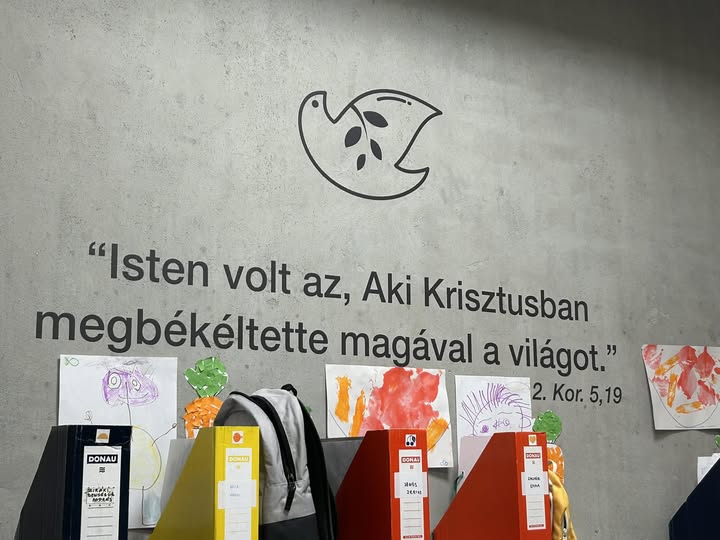 “Isten volt az, Aki Krisztusban
megbékéltette magával a világot.”
2. Kor. 5,19
DONAU
DONAU
DONAU
DONAU